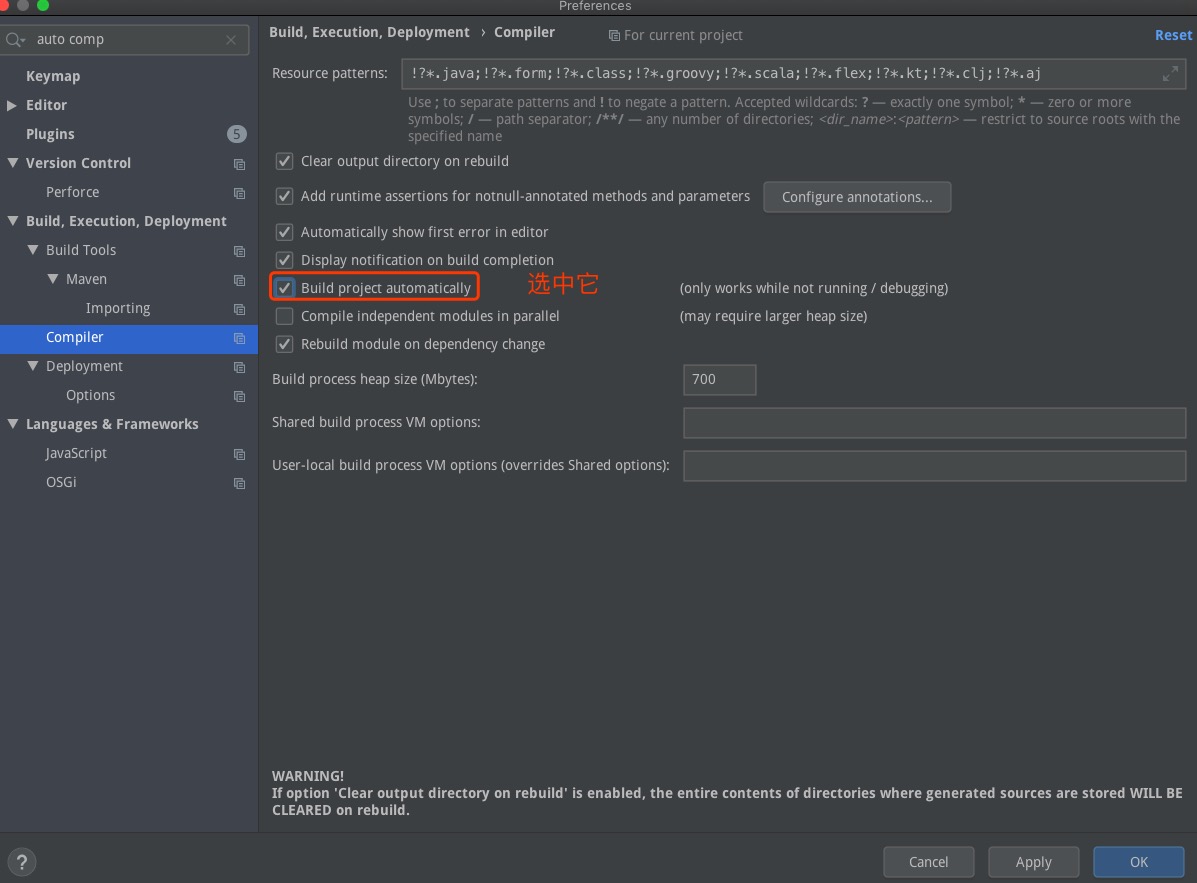 Preferences
auto comp
Keymap
Editor
Plugins 5
Version Control
Perforce
Build, Execution, Deployment
Build Tools
Maven
Importing
Compiler
Deployment
Options
Languages & Frameworks
JavaScript
OSGi
Build, Execution, Deployment › Compiler For current project Reset
Resource patterns: !?*.java;!?*.form;!?*.class;!?*.groovy;!?*.scala;!?*.flex;!?*.kt;!?*.clj;!?*.aj
Use ; to separate patterns and ! to negate a pattern. Accepted wildcards: ? — exactly one symbol; * — zero or more
symbols; / — path separator; /**/ — any number of directories; <dir_name>:<pattern> — restrict to source roots with the
specified name
Clear output directory on rebuild
Add runtime assertions for notnull-annotated methods and parameters Configure annotations...
Automatically show first error in editor
Display notification on build completion
Build project automatically 选中它 (only works while not running / debugging)
Compile independent modules in parallel (may require larger heap size)
Rebuild module on dependency change
Build process heap size (Mbytes): 700
Shared build process VM options:
User-local build process VM options (overrides Shared options):
WARNING!
If option 'Clear output directory on rebuild' is enabled, the entire contents of directories where generated sources are stored WILL BE
CLEARED on rebuild.
? Cancel Apply OK